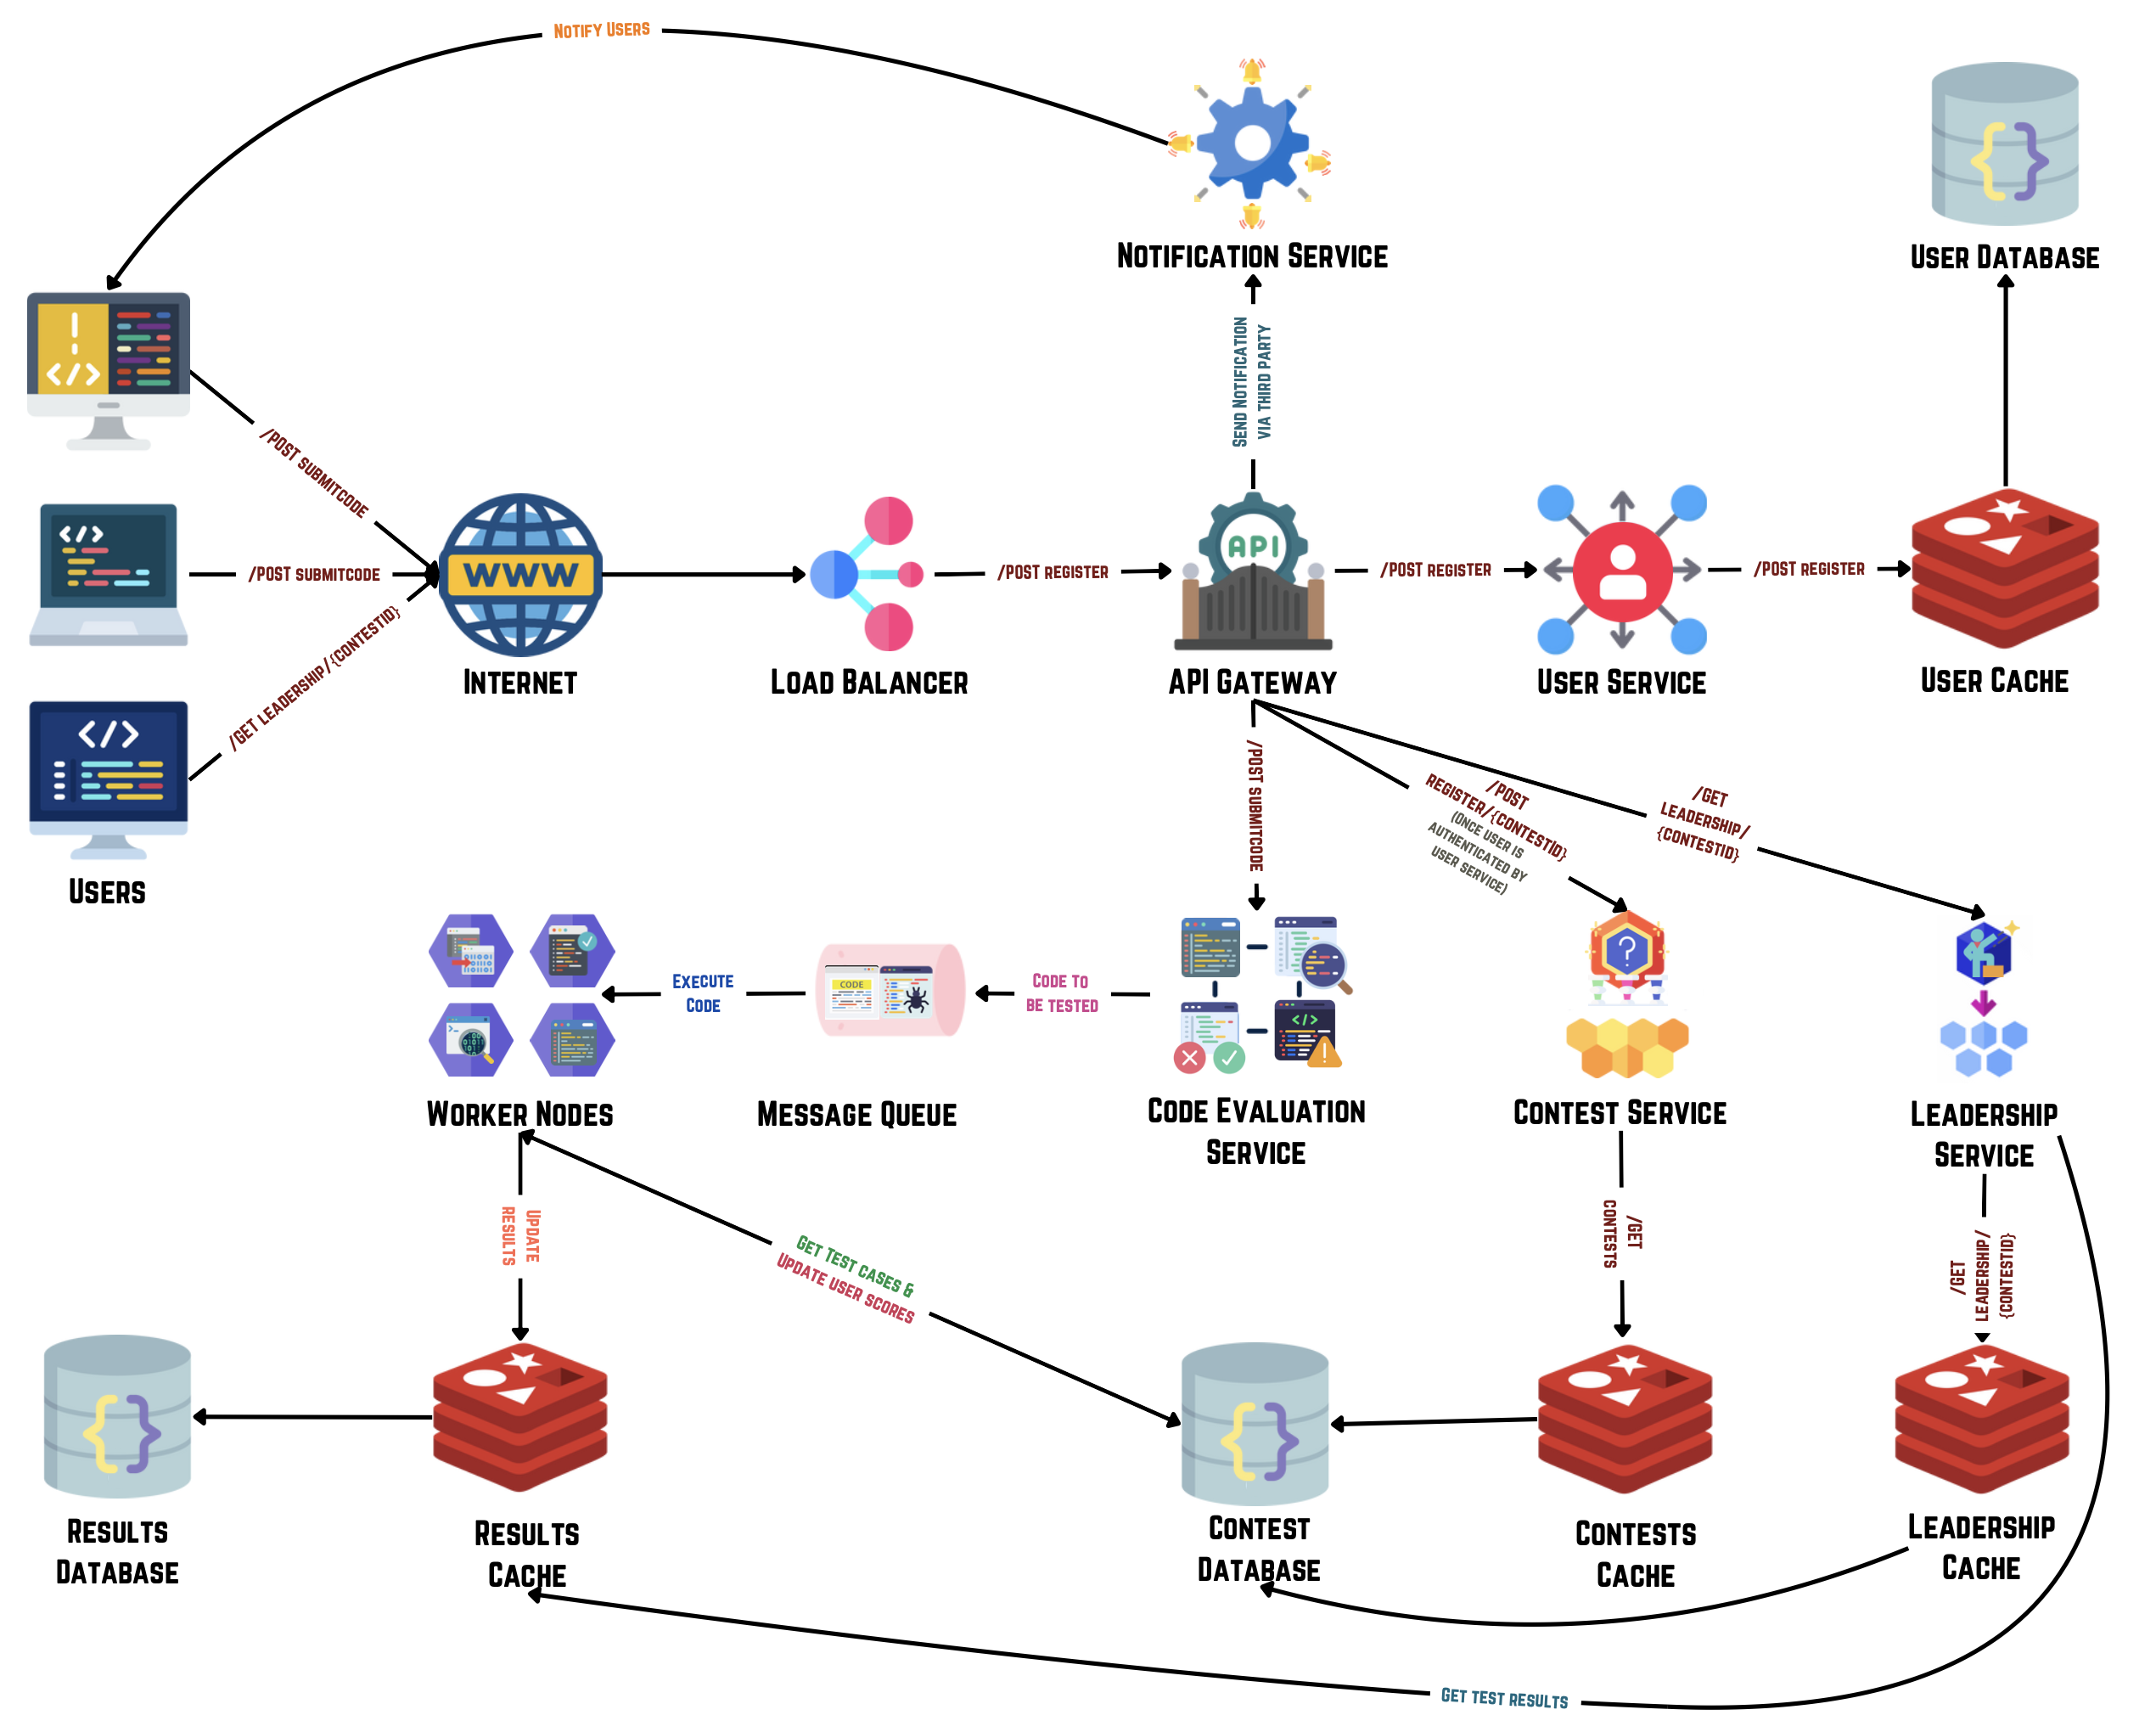 Notify Users
Notification Service
User Database
Send Notification
via third party
/POST submitcode
/POST submitcode
/GET leadership/{contestID}
Users
</>
</>
</>
WWW
Internet
Load Balancer
/POST register
API
API Gateway
/POST register
User Service
/POST register
User Cache
/POST submitcode
/POST
register/{contestID}
(once user is
authenticated by
user service)
/GET
leadership/
{contestID}
Worker Nodes
Execute
Code
CODE
Message Queue
Code to
be tested
</>
Code Evaluation
Service
?
Contest Service
Leadership
Service
Update
results
Get Test cases &
Update user scores
/GET
contests
/GET
leadership/
{contestID}
{ }
{ }
{ }
Results
Database
Results
Cache
Contest
Database
Contests
Cache
Leadership
Cache
Get test results